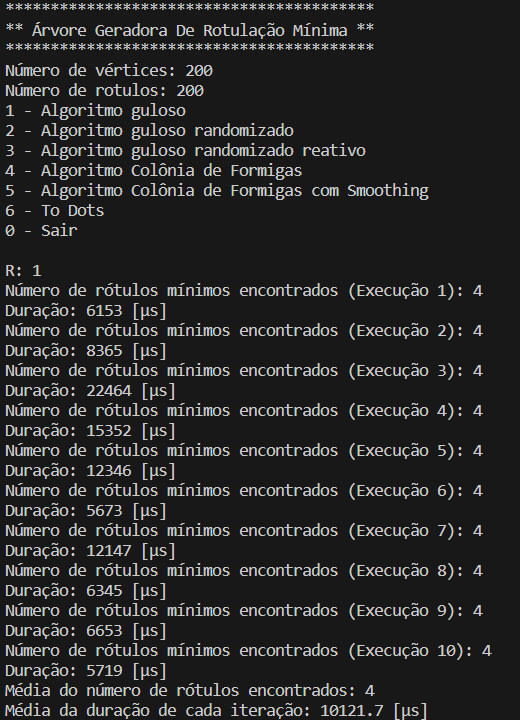 *****************************************
** Árvore Geradora De Rotulação Mínima **
*****************************************
Número de vértices: 200
Número de rotulos: 200
1 - Algoritmo guloso
2 - Algoritmo guloso randomizado
3 - Algoritmo guloso randomizado reativo
4 - Algoritmo Colônia de Formigas
5 - Algoritmo Colônia de Formigas com Smoothing
6 - To Dots
0 - Sair
R: 1
Número de rótulos mínimos encontrados (Execução 1): 4
Duração: 6153 [µs]
Número de rótulos mínimos encontrados (Execução 2): 4
Duração: 8365 [µs]
Número de rótulos mínimos encontrados (Execução 3): 4
Duração: 22464 [µs]
Número de rótulos mínimos encontrados (Execução 4): 4
Duração: 15352 [µs]
Número de rótulos mínimos encontrados (Execução 5): 4
Duração: 12346 [µs]
Número de rótulos mínimos encontrados (Execução 6): 4
Duração: 5673 [µs]
Número de rótulos mínimos encontrados (Execução 7): 4
Duração: 12147 [µs]
Número de rótulos mínimos encontrados (Execução 8): 4
Duração: 6345 [µs]
Número de rótulos mínimos encontrados (Execução 9): 4
Duração: 6653 [µs]
Número de rótulos mínimos encontrados (Execução 10): 4
Duração: 5719 [µs]
Média do número de rótulos encontrados: 4
Média da duração de cada iteração: 10121.7 [µs]